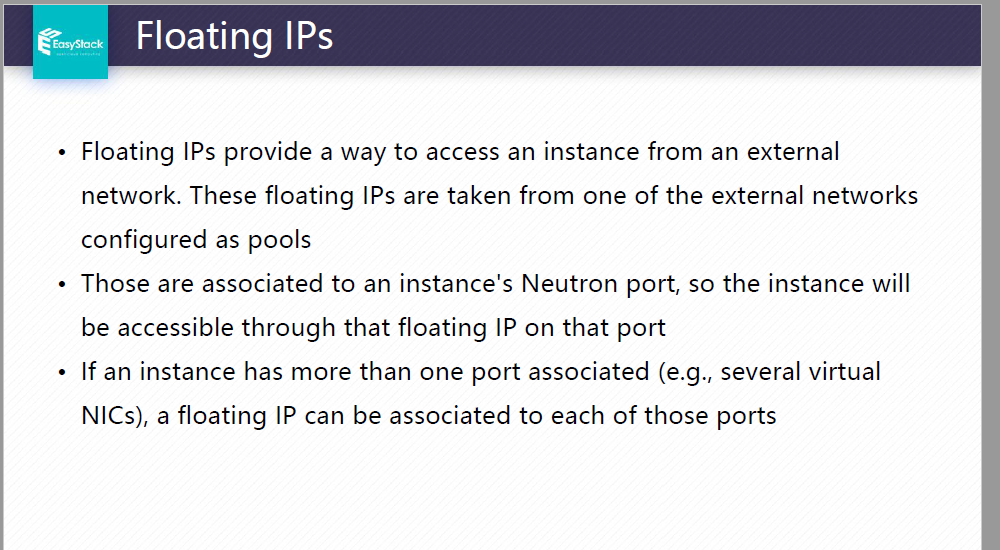 EasyStack
Floating IPs
• Floating IPs provide a way to access an instance from an external
network. These floating IPs are taken from one of the external networks
configured as pools
• Those are associated to an instance's Neutron port, so the instance will
be accessible through that floating IP on that port
• If an instance has more than one port associated (e.g., several virtual
NICs), a floating IP can be associated to each of those ports